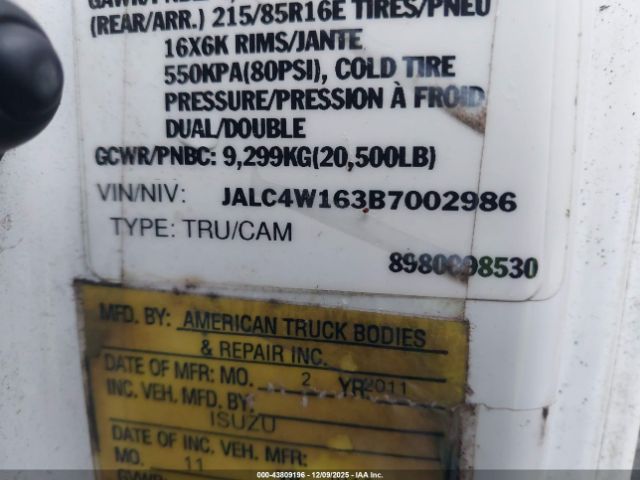 (REAR/ARR.) 215/85R16E TIRES/PNEU
16X6K RIMS/JANTE
550KPA(80PSI), COLD TIRE
PRESSURE/PRESSION À FROID
DUAL/DOUBLE
GCWR/PNBC: 9,299KG(20,500LB)
VIN/NIV: JALC4W163B7002986
TYPE: TRU/CAM
8980098530
MFD. BY: AMERICAN TRUCK BODIES
& REPAIR INC.
DATE OF MFR: MO. 2 YR. 2011
INC. VEH. MFD. BY:
ISUZU
DATE OF INC. VEH. MFR:
MO. 11
000-43809196 - 12/09/2025 - Copyright IAA, Inc.